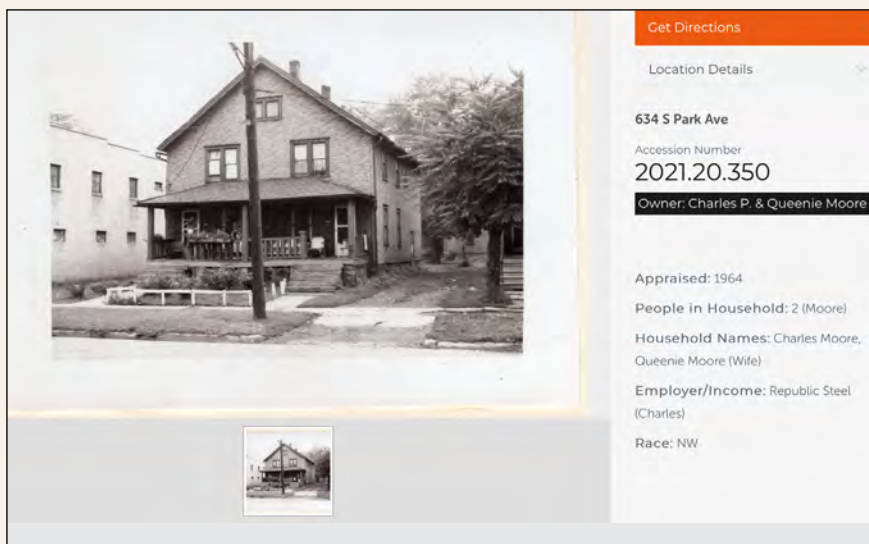 Get Directions
Location Details
634 S Park Ave
Accession Number
2021.20.350
Owner: Charles P. & Queenie Moore
Appraised: 1964
People in Household: 2 (Moore)
Household Names: Charles Moore,
Queenie Moore (Wife)
Employer/Income: Republic Steel
(Charles)
Race: NW